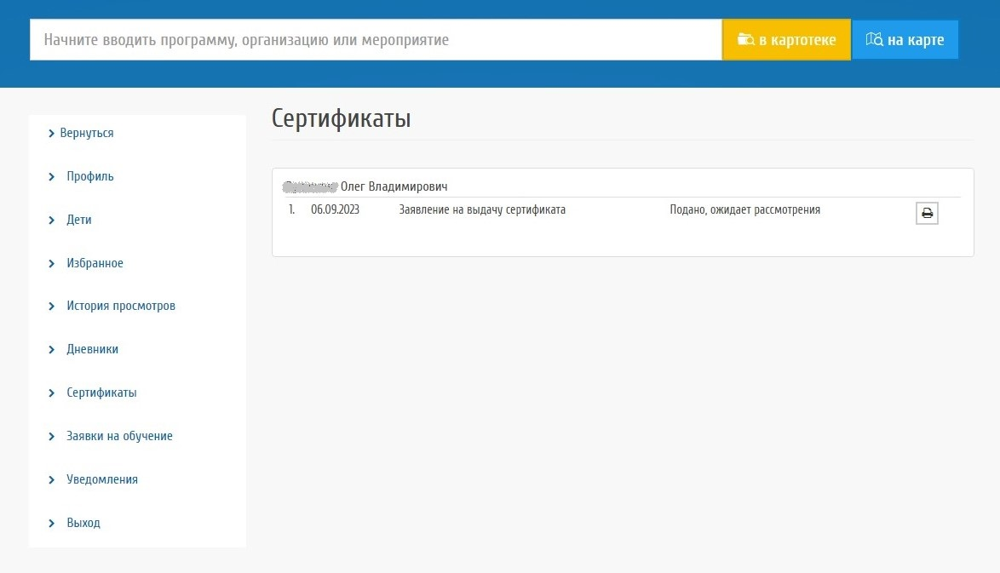 Начните вводить программу, организацию или мероприятие
в картотеке
на карте
Вернуться
Профиль
Дети
Избранное
История просмотров
Дневники
Сертификаты
Заявки на обучение
Уведомления
Выход
Сертификаты
Олег Владимирович
1. 06.09.2023 Заявление на выдачу сертификата Подано, ожидает рассмотрения